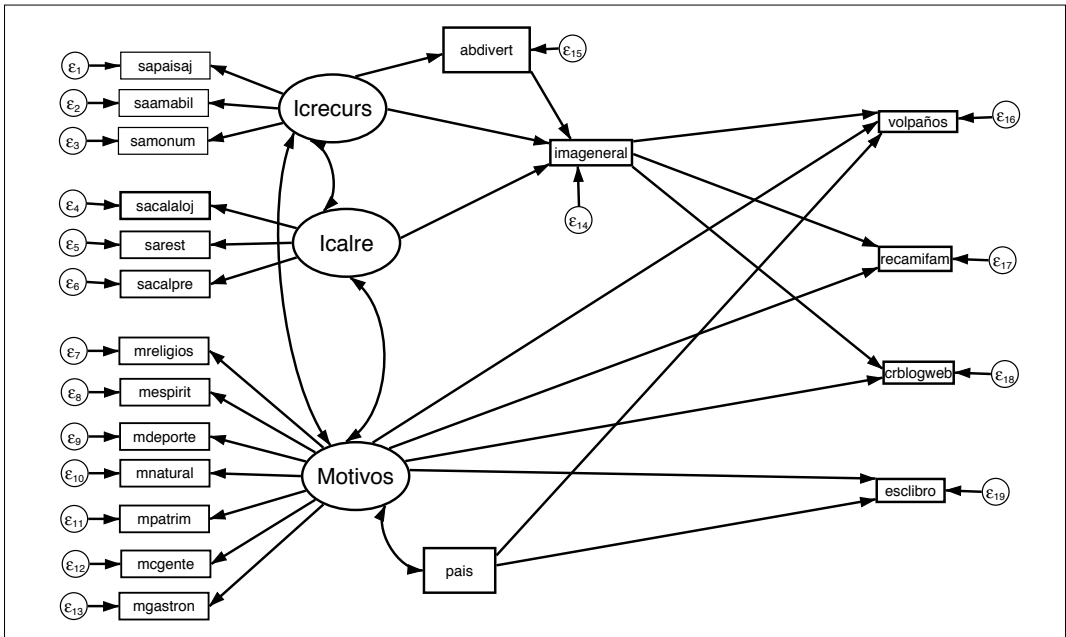 ε1
sapaisaj
ε2
saamabil
ε3
samonum
ε4
sacalaloj
ε5
sarest
ε6
sacalpre
ε7
mreligios
ε8
mespirit
ε9
mdeporte
ε10
mnatural
ε11
mpatrim
ε12
mcgente
ε13
mgastron
Icrecurs
Icalre
Motivos
abdivert
ε15
imageneral
ε14
pais
volpaños
ε16
recamifam
ε17
crblogweb
ε18
esclibro
ε19